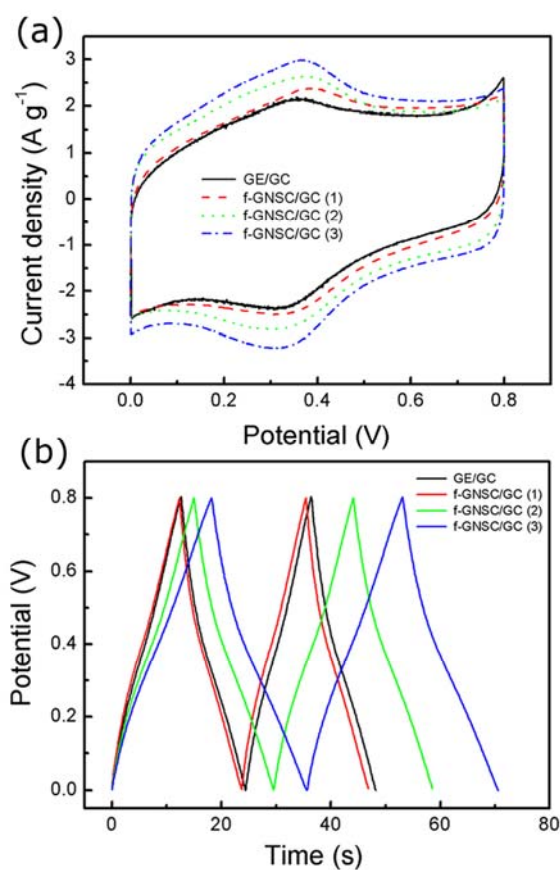 (a)
3
2
1
0
-1
-2
-3
-4
Current density (A g⁻¹)
GE/GC
f-GNSC/GC (1)
f-GNSC/GC (2)
f-GNSC/GC (3)
0.0 0.2 0.4 0.6 0.8
Potential (V)
(b)
0.8
0.6
0.4
0.2
0.0
Potential (V)
GE/GC
f-GNSC/GC (1)
f-GNSC/GC (2)
f-GNSC/GC (3)
0 20 40 60 80
Time (s)